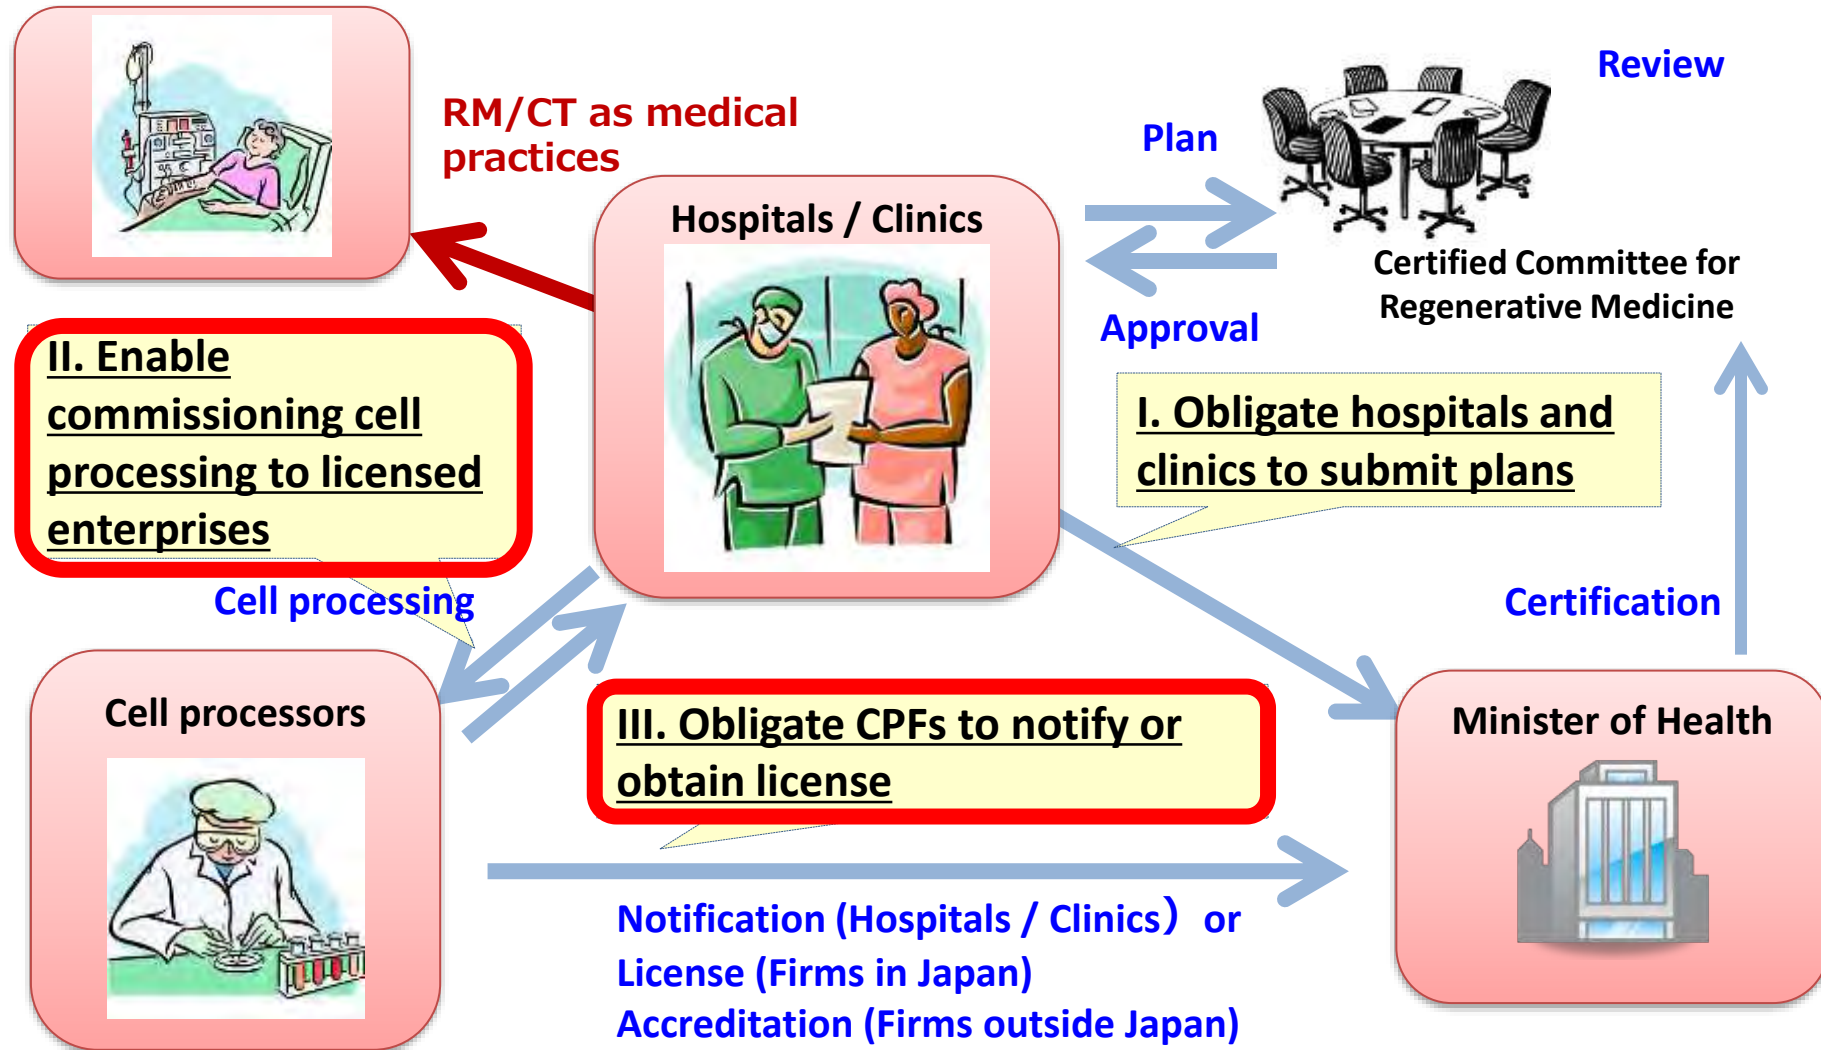 RM/CT as medical
practices
Review
Plan
Hospitals / Clinics
Certified Committee for
Regenerative Medicine
Approval
II. Enable
commissioning cell
processing to licensed
enterprises
I. Obligate hospitals and
clinics to submit plans
Cell processing
Certification
Cell processors
III. Obligate CPFs to notify or
obtain license
Minister of Health
Notification (Hospitals / Clinics） or
License (Firms in Japan)
Accreditation (Firms outside Japan)